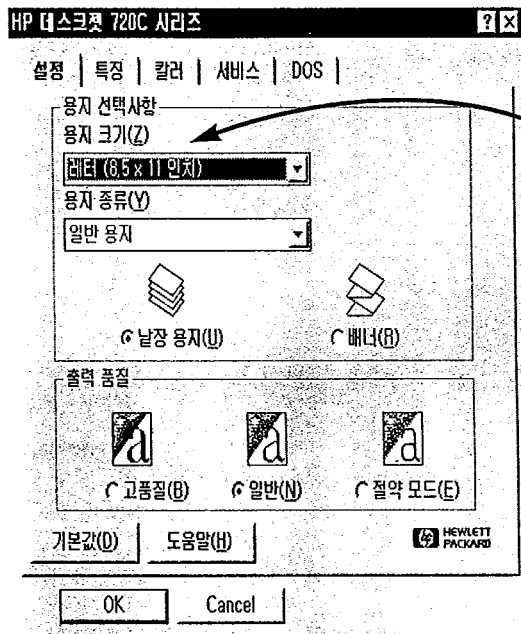 HP 데스크젯 720C 시리즈
설정 특징 칼러 서비스 DOS
용지 선택사항
용지 크기(Z)
레터 (8.5 x 11 인치)
용지 종류(Y)
일반 용지
낱장 용지(U) 배너(R)
출력 품질
고품질(B) 일반(N) 절약 모드(E)
기본값(D) 도움말(H) HEWLETT
PACKARD
OK Cancel